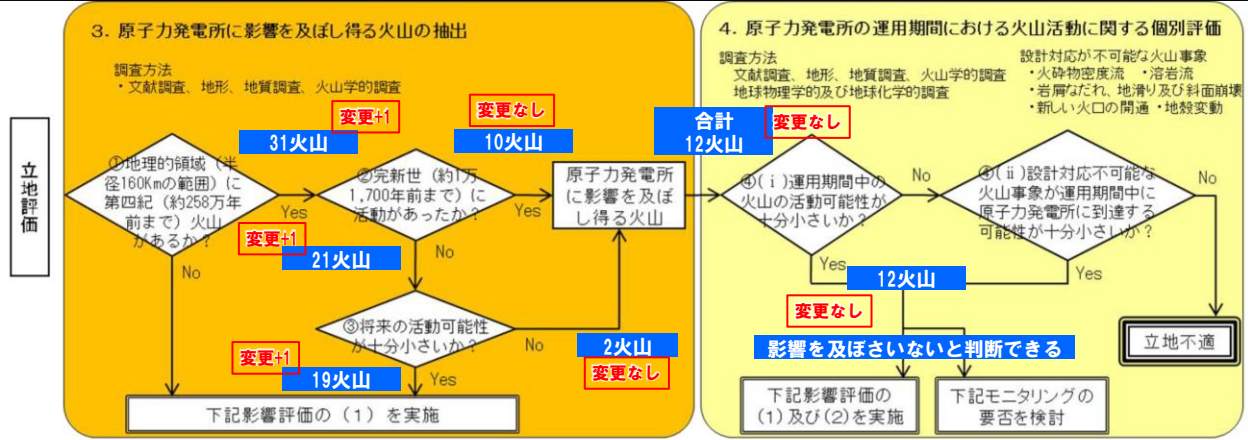 3．原子力発電所に影響を及ぼし得る火山の抽出
調査方法
・文献調査、地形、地質調査、火山学的調査
立地評価
①地理的領域（半
径160Kmの範囲）に
第四紀（約258万年
前まで）火山
があるか？
Yes
No
31火山
変更+1
変更+1
②完新世（約1万
1,700年前まで）に
活動があったか？
Yes
No
10火山
変更なし
21火山
③将来の活動可能性
が十分小さいか？
No
Yes
2火山
変更なし
変更+1
19火山
下記影響評価の（1）を実施
原子力発電所
に影響を及ぼ
し得る火山
4．原子力発電所の運用期間における火山活動に関する個別評価
調査方法
文献調査、地形、地質調査、火山学的調査
地球物理学的及び地球化学的調査
設計対応が不可能な火山事象
・火砕物密度流　・溶岩流
・岩屑なだれ、地滑り及び斜面崩壊
・新しい火口の開通・地殻変動
合計
12火山
変更なし
④(ⅰ)運用期間中の
火山の活動可能性が
十分小さいか？
No
Yes
④(ⅱ)設計対応不可能な
火山事象が運用期間中に
原子力発電所に到達する
可能性が十分小さいか？
No
Yes
12火山
変更なし
影響を及ぼさいないと判断できる
立地不適
下記影響評価の
(1)及び(2)を実施
下記モニタリングの
要否を検討